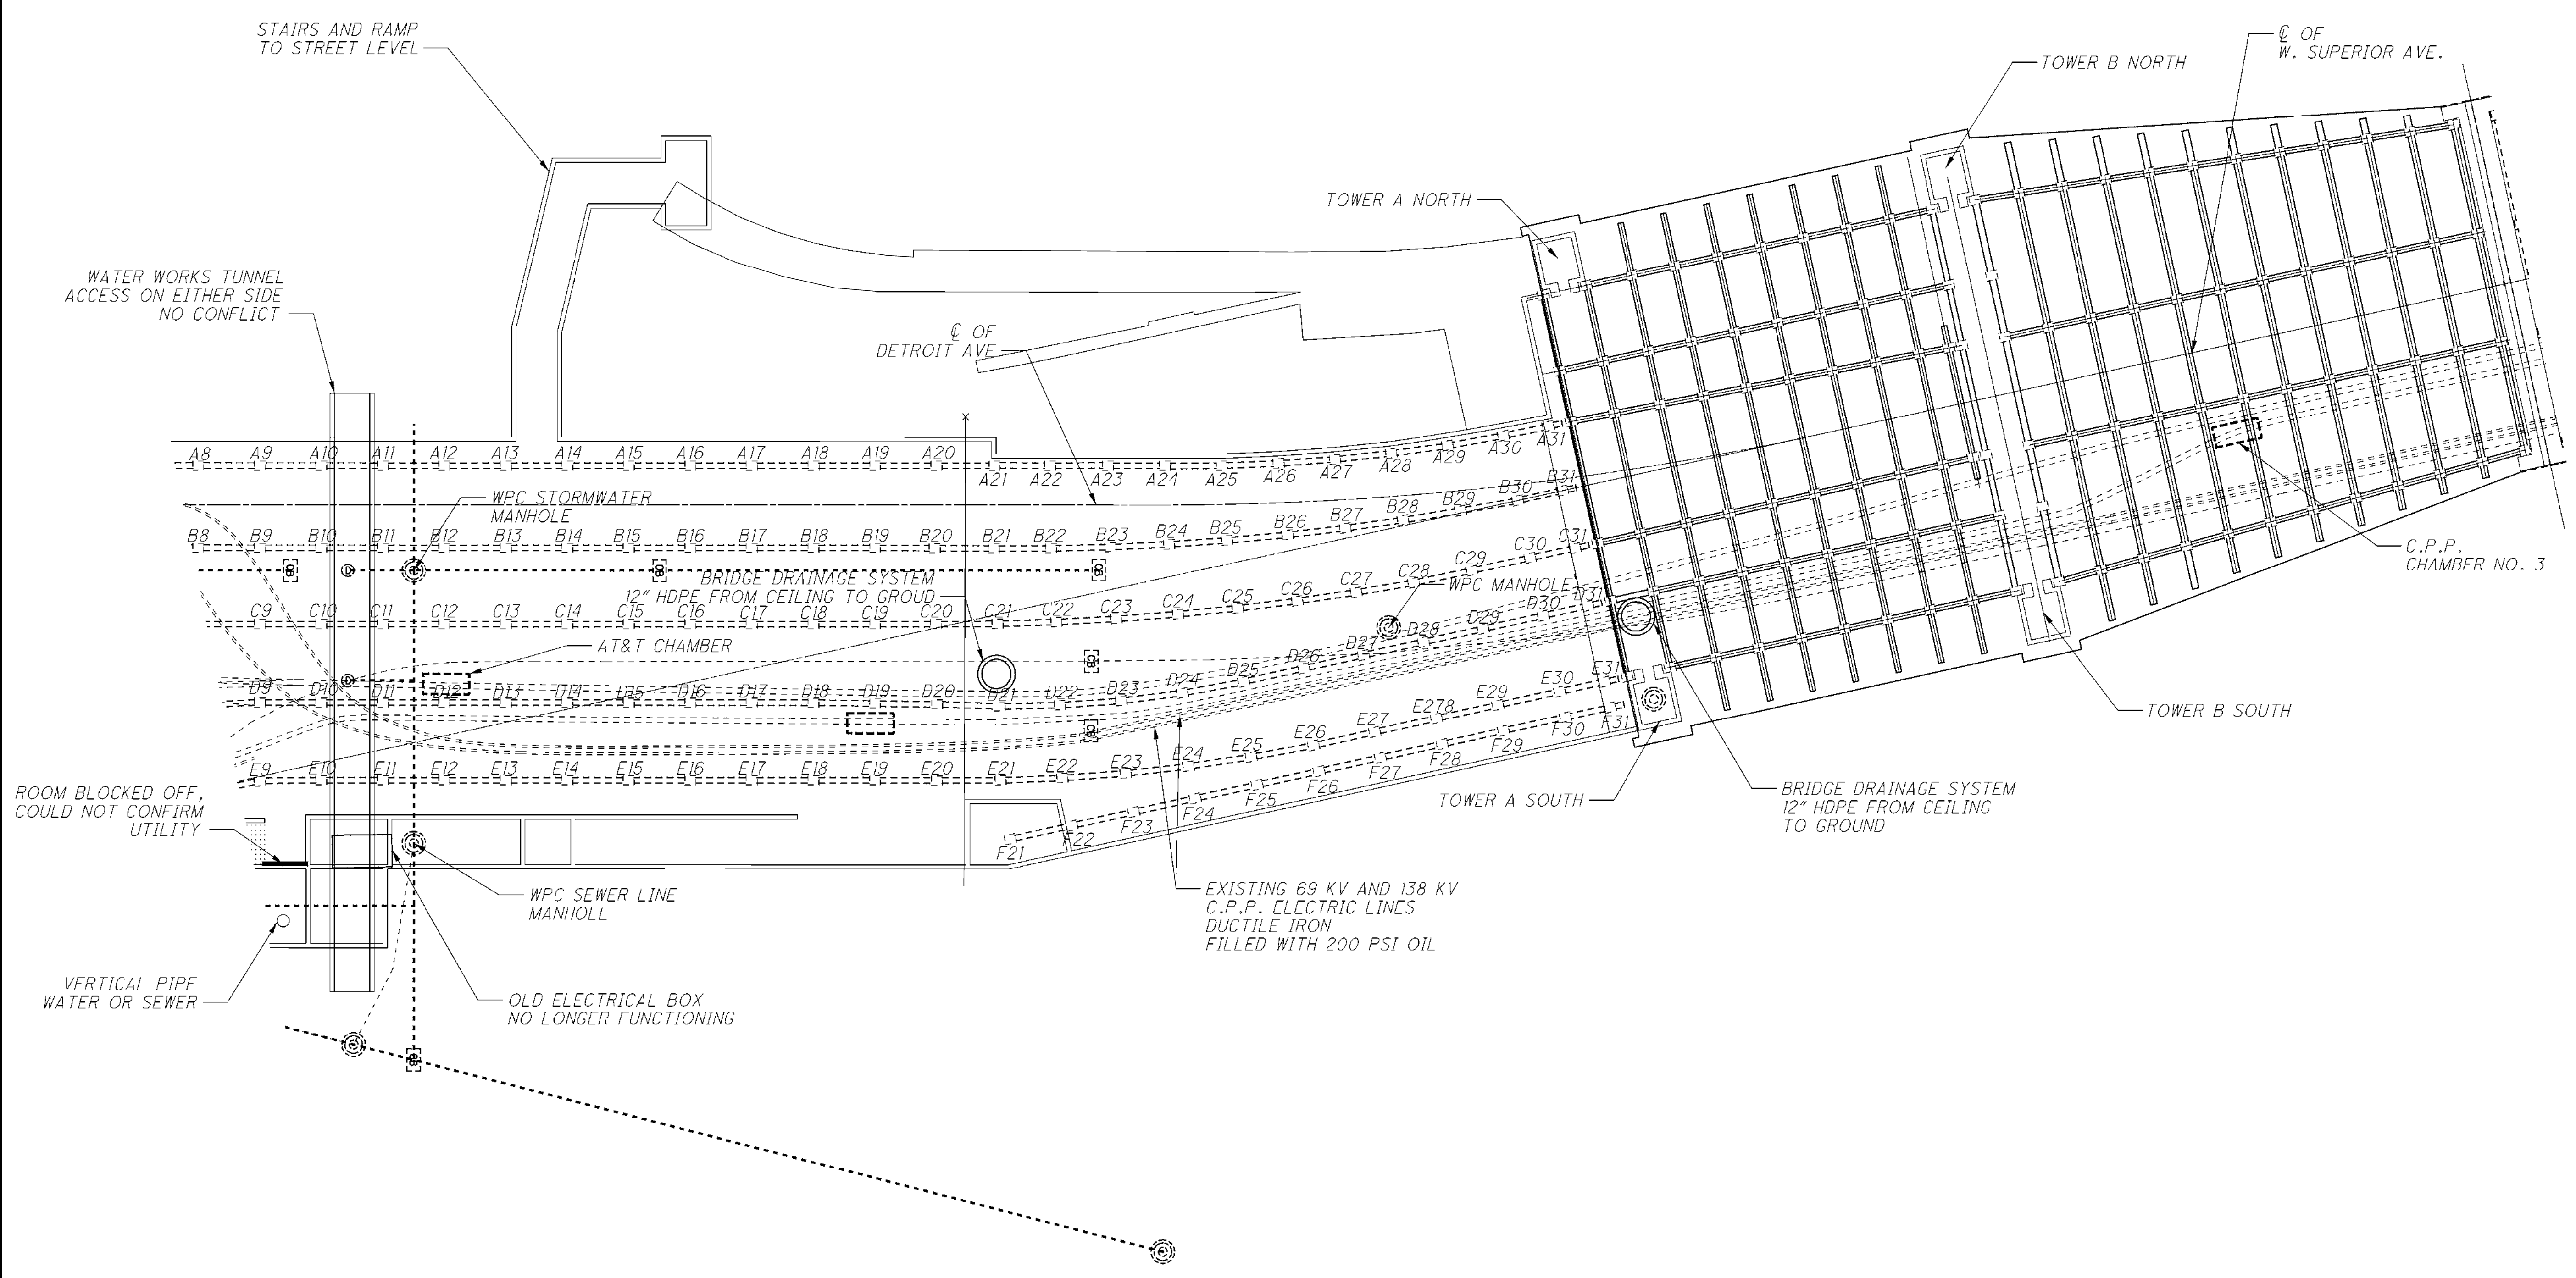 STAIRS AND RAMP
TO STREET LEVEL
℄ OF
W. SUPERIOR AVE.
TOWER B NORTH
TOWER A NORTH
WATER WORKS TUNNEL
ACCESS ON EITHER SIDE
NO CONFLICT
℄ OF
DETROIT AVE
A8 A9 A10 A11 A12 A13 A14 A15 A16 A17 A18 A19 A20
A21 A22 A23 A24 A25 A26 A27 A28 A29 A30 A31
WPC STORMWATER
MANHOLE
B8 B9 B10 B11 B12 B13 B14 B15 B16 B17 B18 B19 B20 B21 B22 B23 B24 B25 B26 B27 B28 B29 B30 B31
BRIDGE DRAINAGE SYSTEM
12" HDPE FROM CEILING TO GROUD
C9 C10 C11 C12 C13 C14 C15 C16 C17 C18 C19 C20 C21 C22 C23 C24 C25 C26 C27 C28 C29 C30 C31
WPC MANHOLE
C.P.P.
CHAMBER NO. 3
AT&T CHAMBER
D D
D9 D10 D11 D12 D13 D14 D15 D16 D17 D18 D19 D20 D21 D22 D23 D24 D25 D26 D27 D28 D29 D30 D31
E9 E10 E11 E12 E13 E14 E15 E16 E17 E18 E19 E20 E21 E22 E23 E24 E25 E26 E27 E278 E29 E30 E31
F21 F22 F23 F24 F25 F26 F27 F28 F29 F30 F31
TOWER B SOUTH
TOWER A SOUTH
BRIDGE DRAINAGE SYSTEM
12" HDPE FROM CEILING
TO GROUND
ROOM BLOCKED OFF,
COULD NOT CONFIRM
UTILITY
WPC SEWER LINE
MANHOLE
EXISTING 69 KV AND 138 KV
C.P.P. ELECTRIC LINES
DUCTILE IRON
FILLED WITH 200 PSI OIL
VERTICAL PIPE
WATER OR SEWER
OLD ELECTRICAL BOX
NO LONGER FUNCTIONING